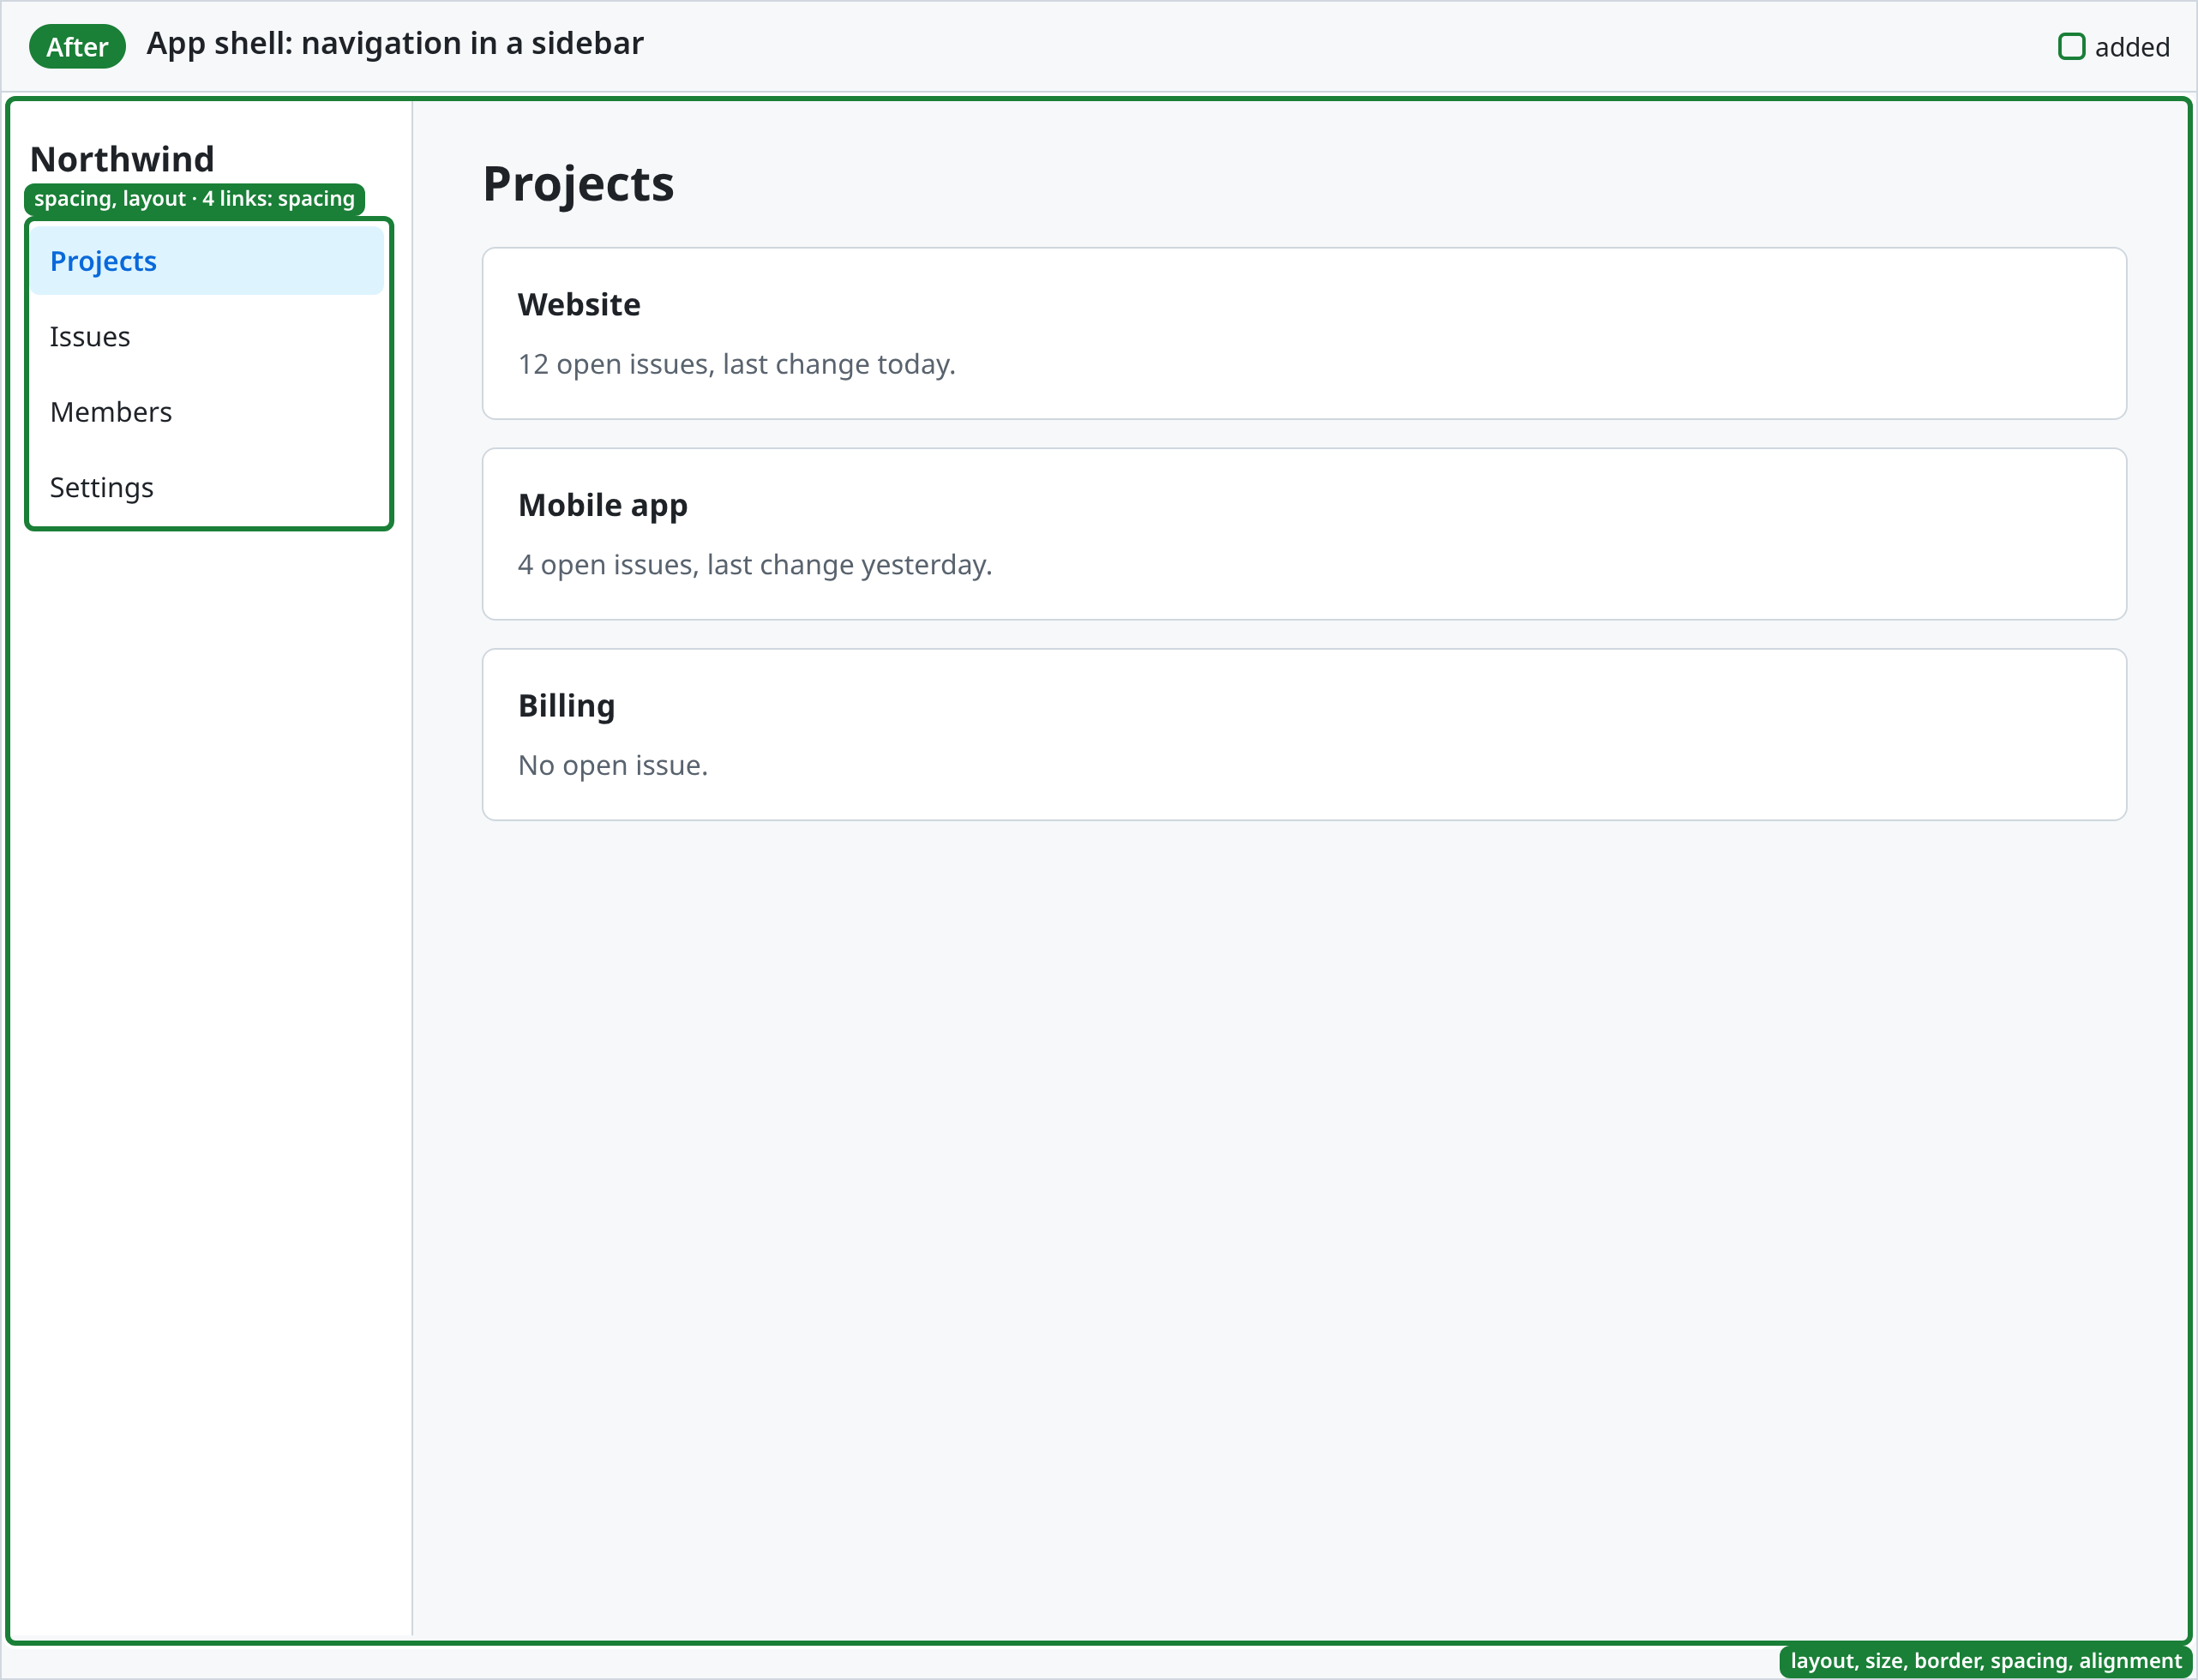 After
App shell: navigation in a sidebar
added
Northwind
spacing, layout · 4 links: spacing
Projects
Issues
Members
Settings
Projects
Website
12 open issues, last change today.
Mobile app
4 open issues, last change yesterday.
Billing
No open issue.
layout, size, border, spacing, alignment